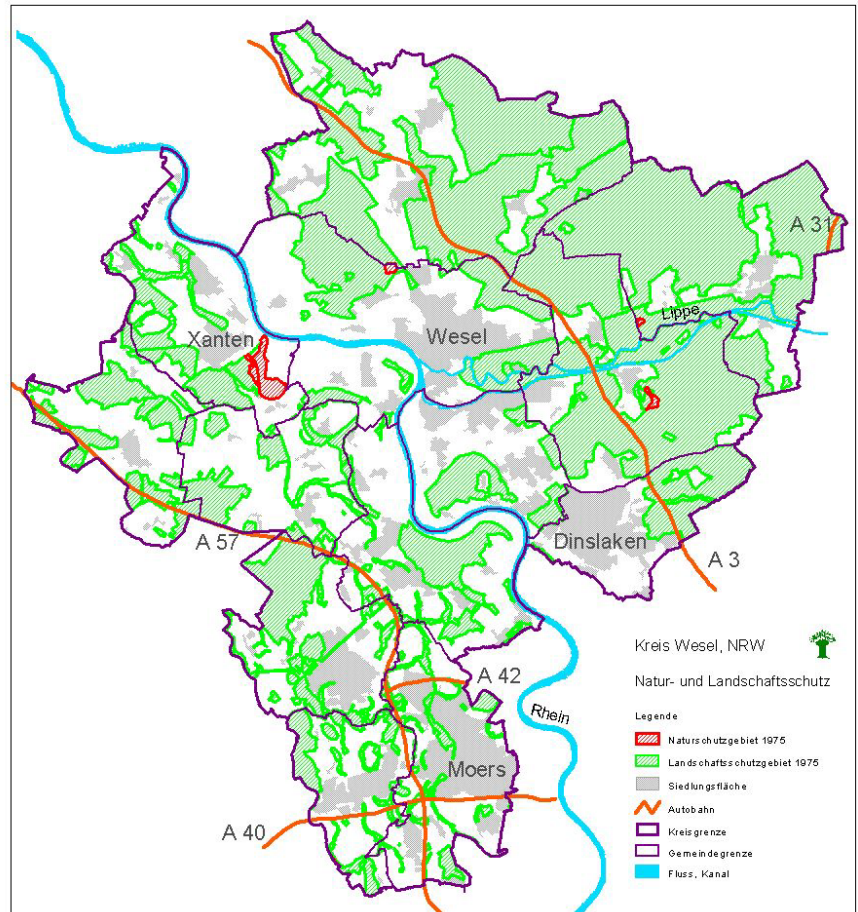 A 31
Lippe
Xanten
Wesel
A 57
Dinslaken
A 3
Kreis Wesel, NRW
A 42
Natur- und Landschaftsschutz
Rhein
Legende
Naturschutzgebiet 1975
Landschaftsschutzgebiet 1975
Moers
Siedlungsfläche
Autobahn
A 40
Kreisgrenze
Gemeindegrenze
Fluss, Kanal